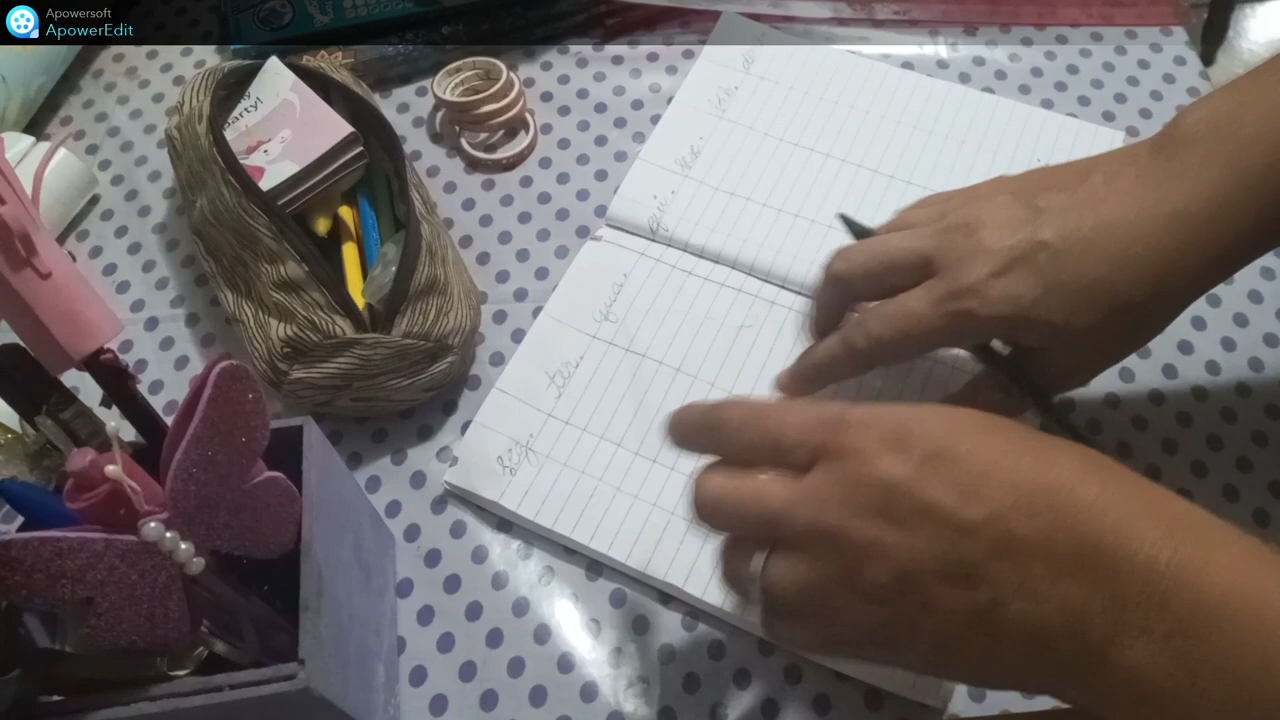 Apowersoft
ApowerEdit
party!
seg.
ter.
qua.
qui.
sex.